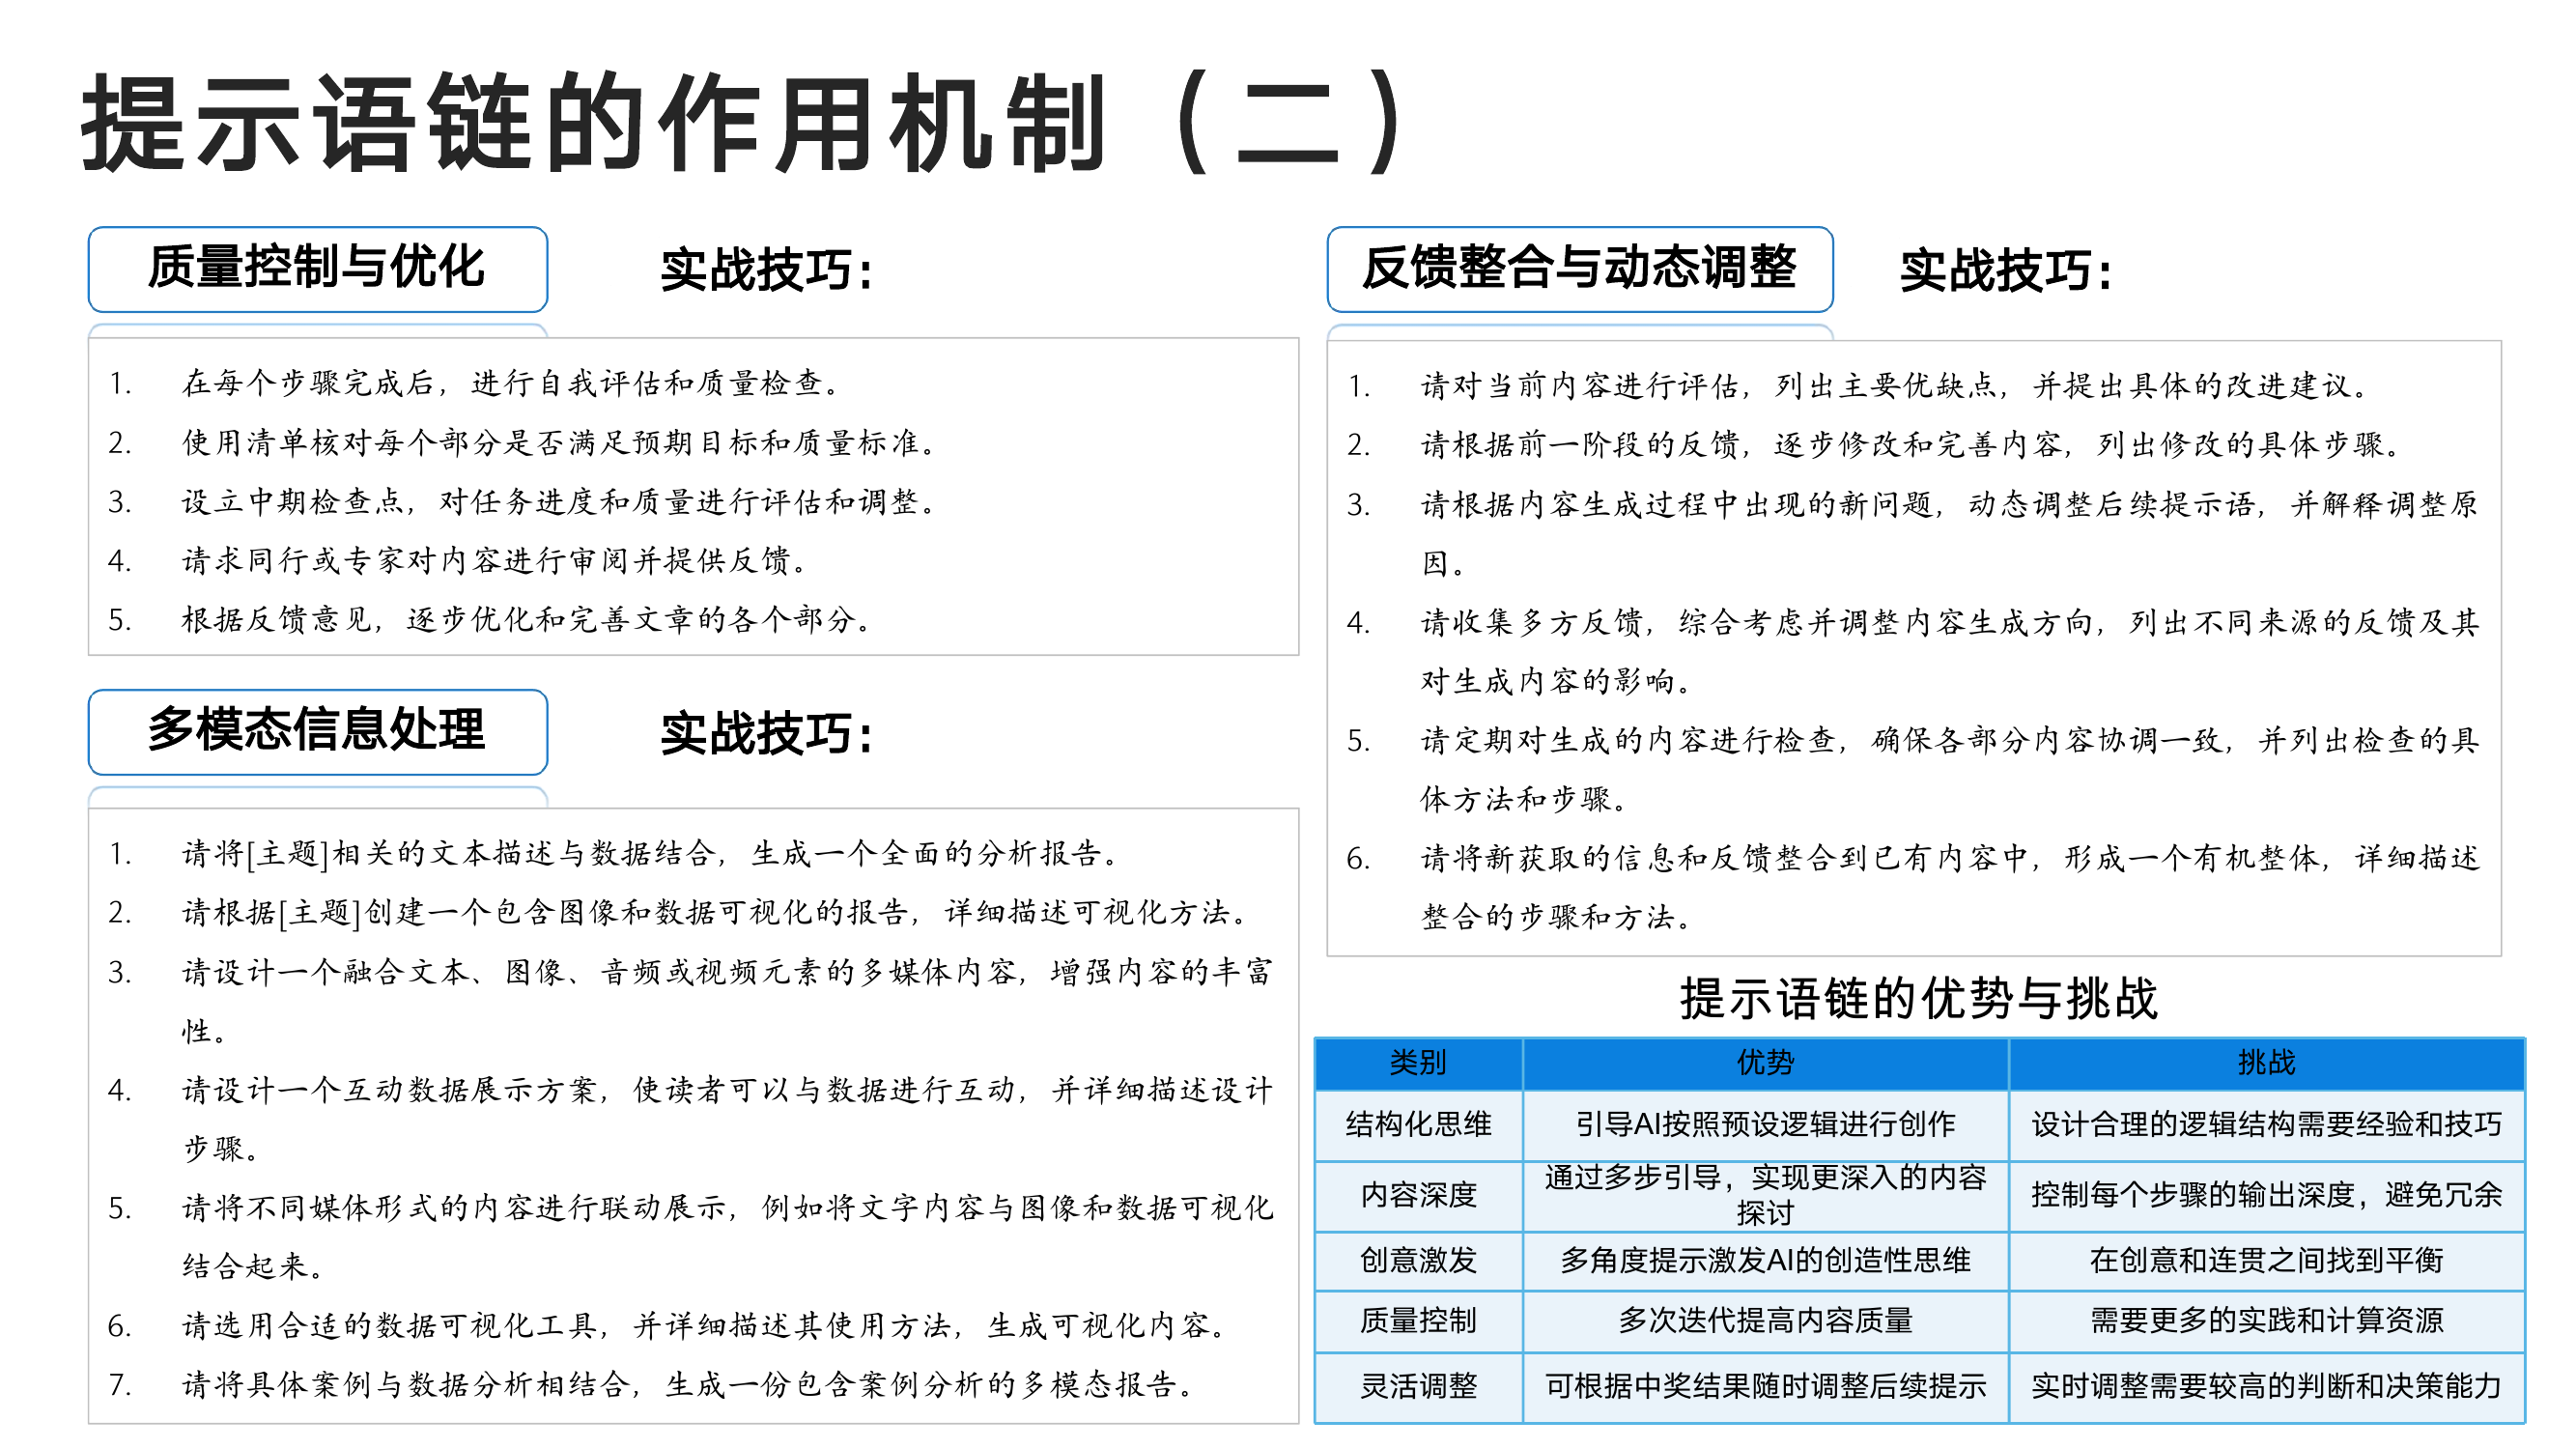 提示语链的作用机制（二）
质量控制与优化
实战技巧：
1. 在每个步骤完成后，进行自我评估和质量检查。
2. 使用清单核对每个部分是否满足预期目标和质量标准。
3. 设立中期检查点，对任务进度和质量进行评估和调整。
4. 请求同行或专家对内容进行审阅并提供反馈。
5. 根据反馈意见，逐步优化和完善文章的各个部分。
多模态信息处理
实战技巧：
1. 请将[主题]相关的文本描述与数据结合，生成一个全面的分析报告。
2. 请根据[主题]创建一个包含图像和数据可视化的报告，详细描述可视化方法。
3. 请设计一个融合文本、图像、音频或视频元素的多媒体内容，增强内容的丰富
性。
4. 请设计一个互动数据展示方案，使读者可以与数据进行互动，并详细描述设计
步骤。
5. 请将不同媒体形式的内容进行联动展示，例如将文字内容与图像和数据可视化
结合起来。
6. 请选用合适的数据可视化工具，并详细描述其使用方法，生成可视化内容。
7. 请将具体案例与数据分析相结合，生成一份包含案例分析的多模态报告。
反馈整合与动态调整
实战技巧：
1. 请对当前内容进行评估，列出主要优缺点，并提出具体的改进建议。
2. 请根据前一阶段的反馈，逐步修改和完善内容，列出修改的具体步骤。
3. 请根据内容生成过程中出现的新问题，动态调整后续提示语，并解释调整原
因。
4. 请收集多方反馈，综合考虑并调整内容生成方向，列出不同来源的反馈及其
对生成内容的影响。
5. 请定期对生成的内容进行检查，确保各部分内容协调一致，并列出检查的具
体方法和步骤。
6. 请将新获取的信息和反馈整合到已有内容中，形成一个有机整体，详细描述
整合的步骤和方法。
提示语链的优势与挑战
类别 优势 挑战
结构化思维 引导AI按照预设逻辑进行创作 设计合理的逻辑结构需要经验和技巧
内容深度 通过多步引导，实现更深入的内容
探讨 控制每个步骤的输出深度，避免冗余
创意激发 多角度提示激发AI的创造性思维 在创意和连贯之间找到平衡
质量控制 多次迭代提高内容质量 需要更多的实践和计算资源
灵活调整 可根据中奖结果随时调整后续提示 实时调整需要较高的判断和决策能力